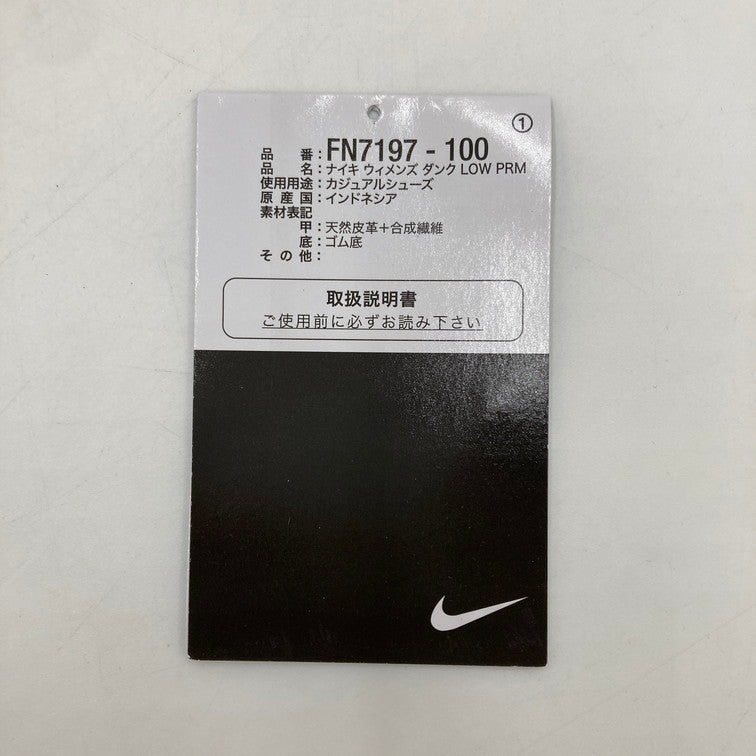 ①
品番：FN7197 - 100
品名：ナイキ ウィメンズ ダンク LOW PRM
使用用途：カジュアルシューズ
原産国：インドネシア
素材表記
甲：天然皮革＋合成繊維
底：ゴム底
その他：
取扱説明書
ご使用前に必ずお読み下さい